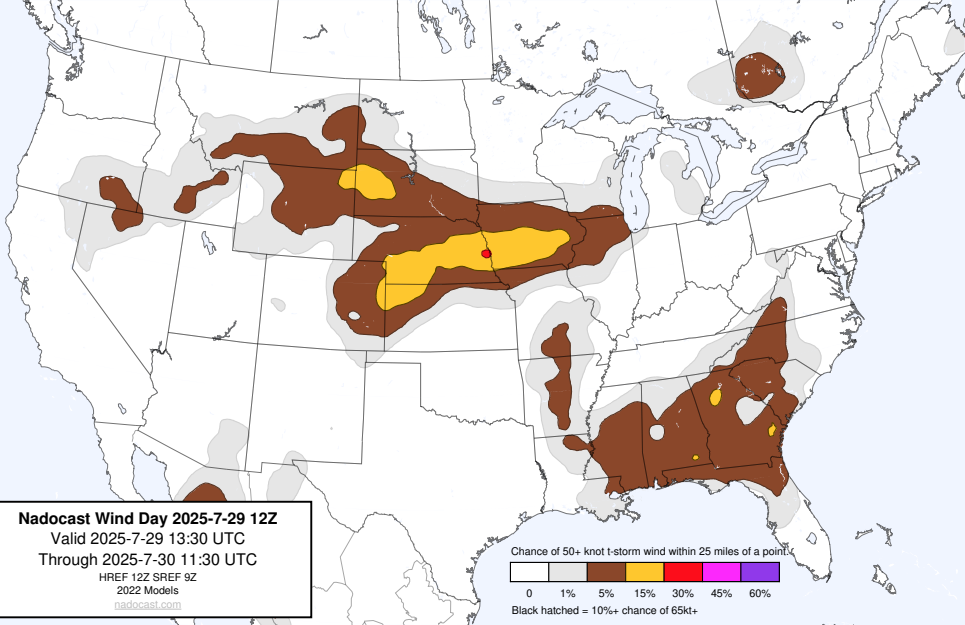 Nadocast Wind Day 2025-7-29 12Z
Valid 2025-7-29 13:30 UTC
Through 2025-7-30 11:30 UTC
HREF 12Z SREF 9Z
2022 Models
nadocast.com
Chance of 50+ knot t-storm wind within 25 miles of a point.
0 1% 5% 15% 30% 45% 60%
Black hatched = 10%+ chance of 65kt+